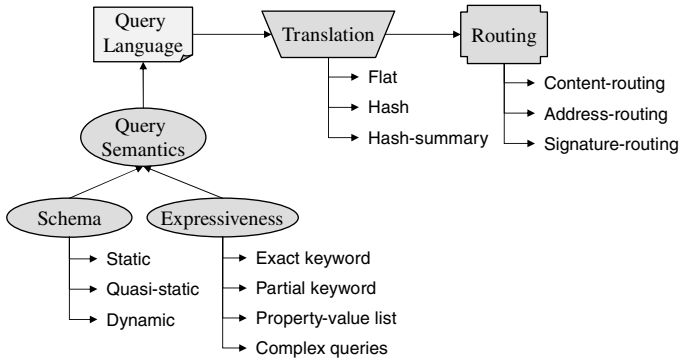 Query
Language
Translation
Routing
Flat
Hash
Hash-summary
Content-routing
Address-routing
Signature-routing
Query
Semantics
Schema
Expressiveness
Static
Quasi-static
Dynamic
Exact keyword
Partial keyword
Property-value list
Complex queries